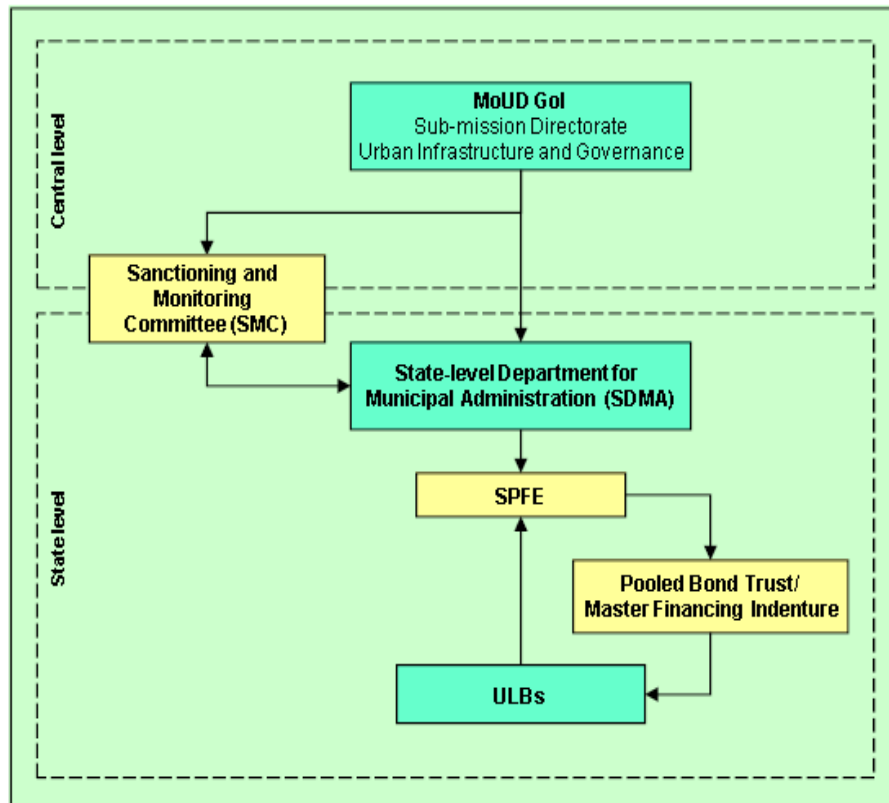 Central level
MoUD GoI
Sub-mission Directorate
Urban Infrastructure and Governance
Sanctioning and
Monitoring
Committee (SMC)
State level
State-level Department for
Municipal Administration (SDMA)
SPFE
Pooled Bond Trust/
Master Financing Indenture
ULBs